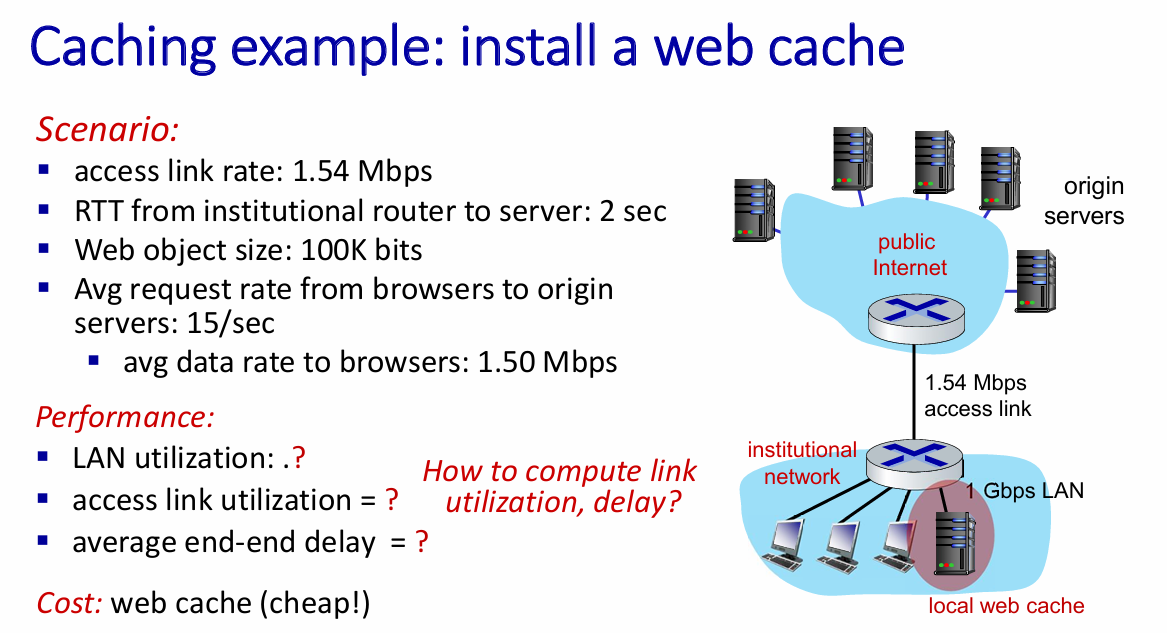 Caching example: install a web cache
Scenario:
▪ access link rate: 1.54 Mbps
▪ RTT from institutional router to server: 2 sec
▪ Web object size: 100K bits
▪ Avg request rate from browsers to origin
servers: 15/sec
▪ avg data rate to browsers: 1.50 Mbps
Performance:
▪ LAN utilization: .?
▪ access link utilization = ?
▪ average end-end delay = ?
How to compute link
utilization, delay?
Cost: web cache (cheap!)
origin
servers
public
Internet
1.54 Mbps
access link
institutional
network
1 Gbps LAN
local web cache